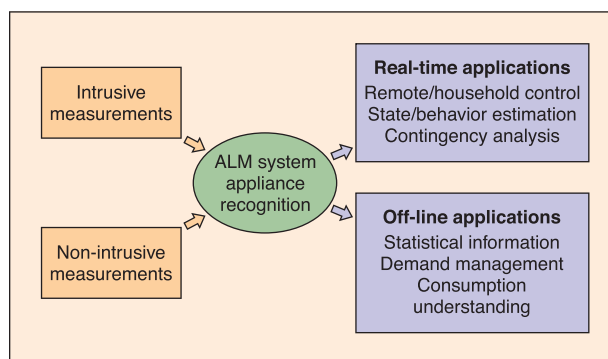 Intrusive
measurements
Non-intrusive
measurements
ALM system
appliance
recognition
Real-time applications
Remote/household control
State/behavior estimation
Contingency analysis
Off-line applications
Statistical information
Demand management
Consumption
understanding